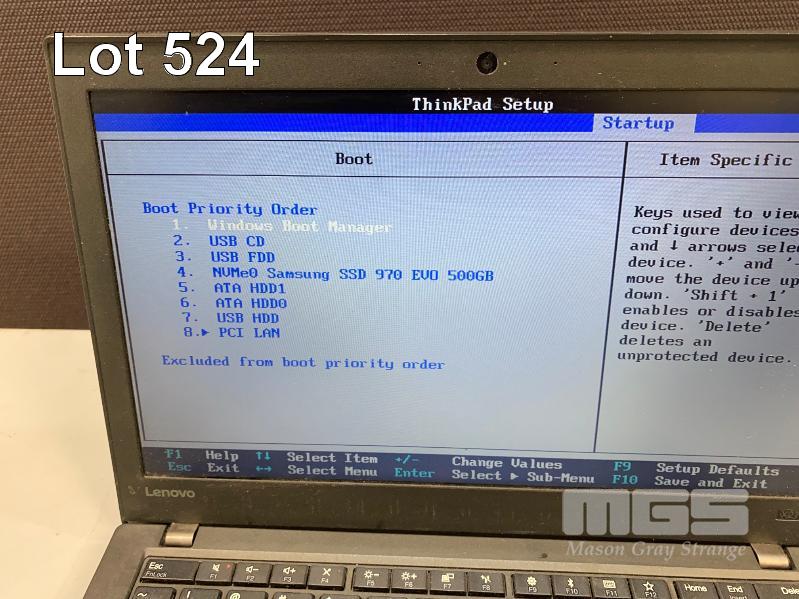 Lot 524
ThinkPad Setup
Startup
Boot
Item Specific
Boot Priority Order
1. Windows Boot Manager
2. USB CD
3. USB FDD
4. NVMe0 Samsung SSD 970 EVO 500GB
5. ATA HDD1
6. ATA HDD0
7. USB HDD
8.▸ PCI LAN
Excluded from boot priority order
Keys used to view
configure devices
and ↓ arrows selec
device. '+' and '-
move the device up
down. 'Shift + 1'
enables or disables
device. 'Delete'
deletes an
unprotected device.
F1 Help ↑↓ Select Item +/- Change Values F9 Setup Defaults
Esc Exit ←→ Select Menu Enter Select ▸ Sub-Menu F10 Save and Exit
Lenovo
MGS
Mason Gray Strange
Esc
FnLock
F1 F2 F3 F4 F5 F6 F7 F8 F9 F10 F11 F12
Home End
Insert